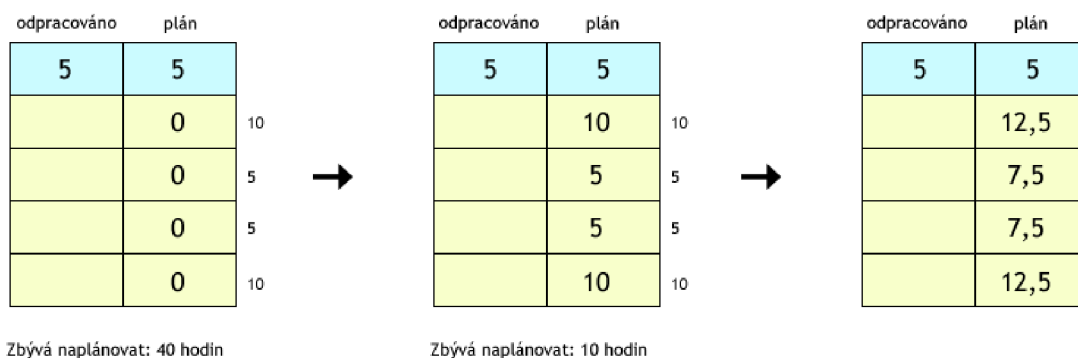 odpracováno plán odpracováno plán odpracováno plán
5 5 5 5 5 5
0 10 10 10 12,5
0 5 5 5 7,5
0 5 5 5 7,5
0 10 10 10 12,5
Zbývá naplánovat: 40 hodin Zbývá naplánovat: 10 hodin